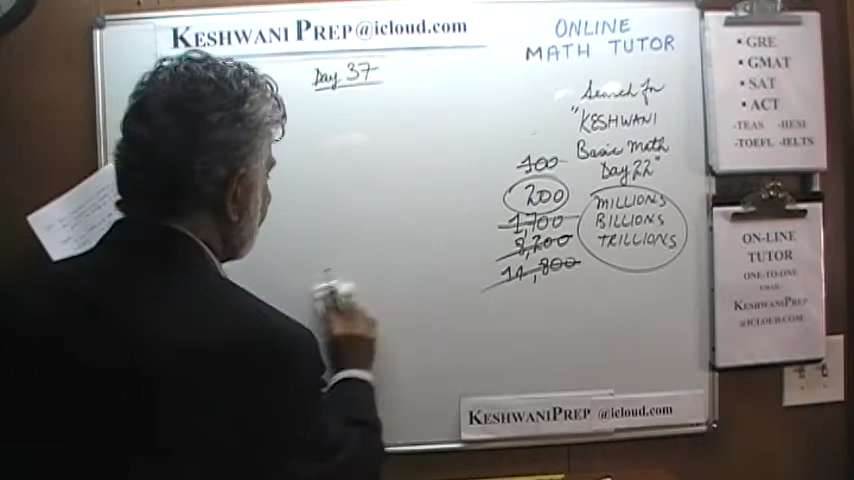 KESHWANI PREP@icloud.com
Day 37
ONLINE
MATH TUTOR
Search for
"KESHWANI
Basic Math
Day 22"
100
200
1,700
8,200
14,800
MILLIONS
BILLIONS
TRILLIONS
KESHWANIPREP @icloud.com
• GRE
• GMAT
• SAT
• ACT
-TEAS -HESI
-TOEFL -IELTS
ON-LINE
TUTOR
ONE-TO-ONE
EMAIL:
KESHWANIPREP
@ICLOUD.COM